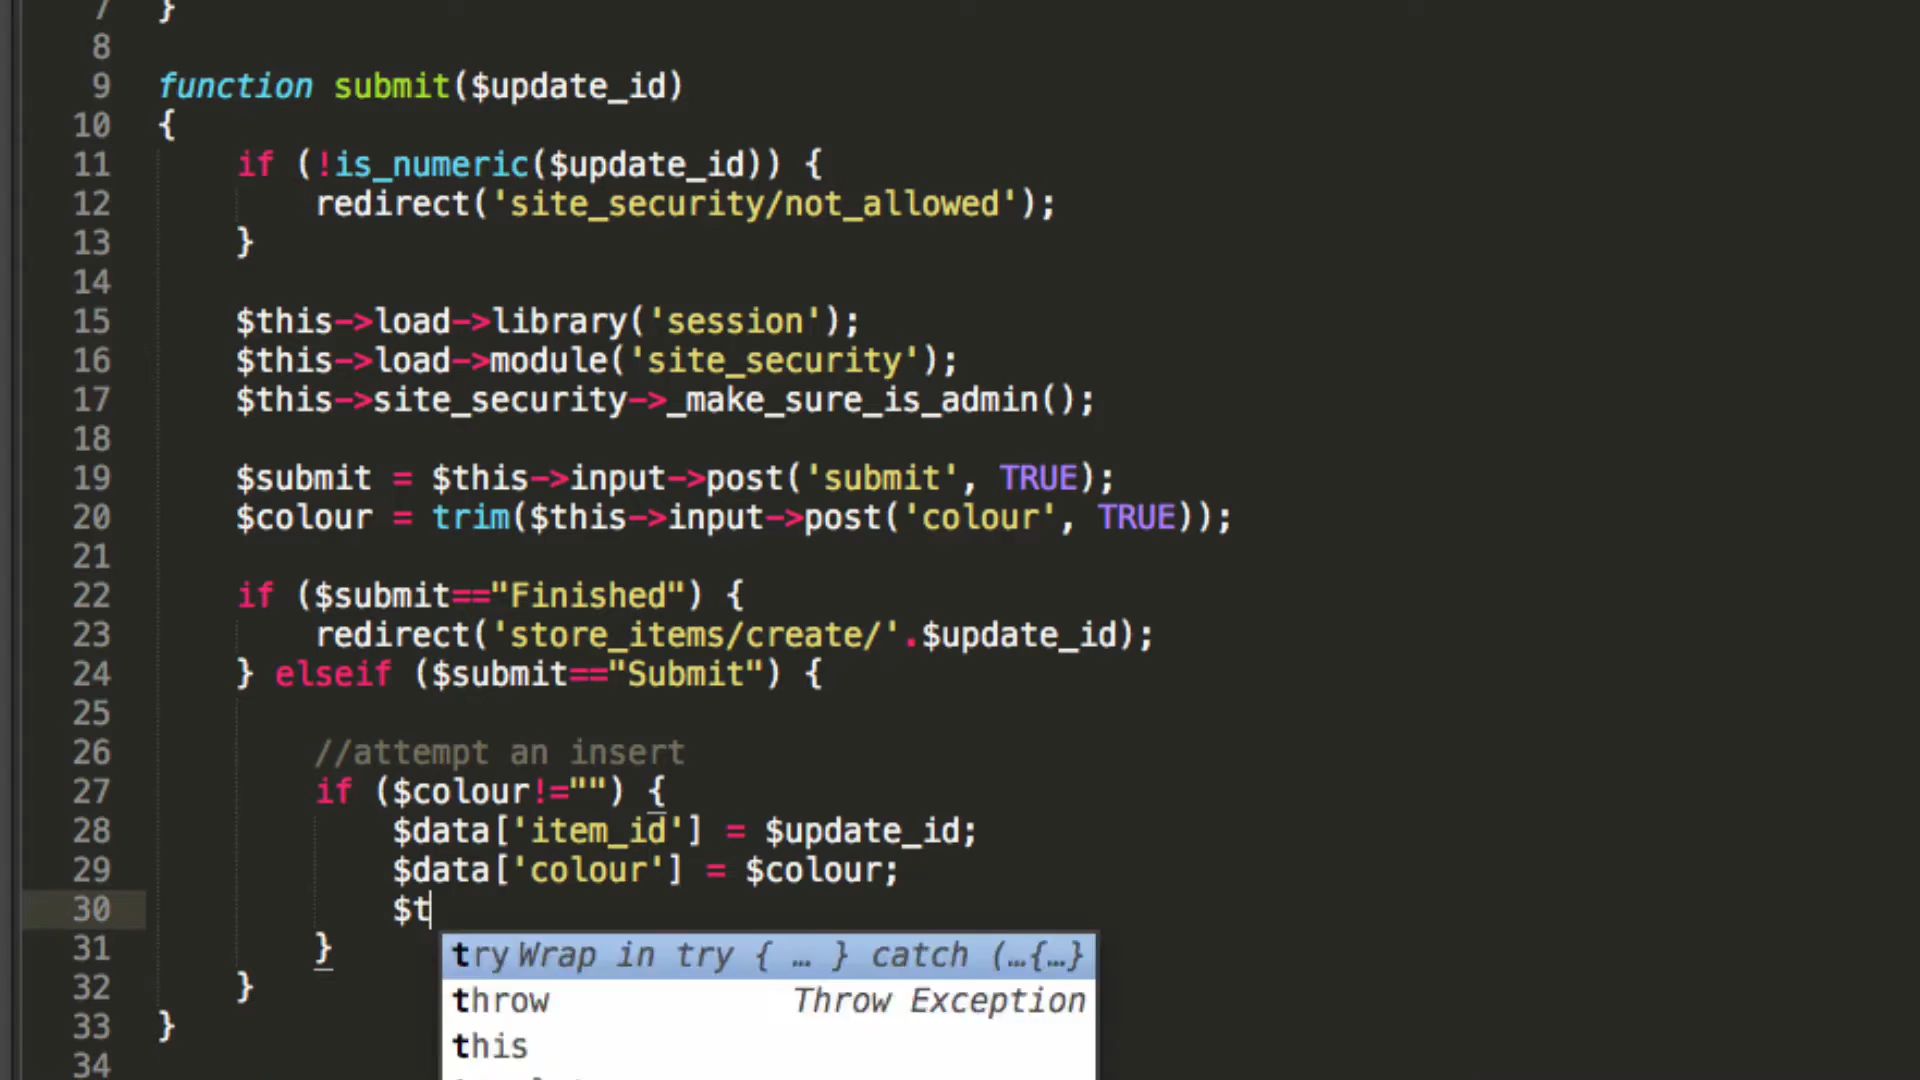 7 }
8
9 function submit($update_id)
10 {
11 if (!is_numeric($update_id)) {
12 redirect('site_security/not_allowed');
13 }
14
15 $this->load->library('session');
16 $this->load->module('site_security');
17 $this->site_security->_make_sure_is_admin();
18
19 $submit = $this->input->post('submit', TRUE);
20 $colour = trim($this->input->post('colour', TRUE));
21
22 if ($submit=="Finished") {
23 redirect('store_items/create/'.$update_id);
24 } elseif ($submit=="Submit") {
25
26 //attempt an insert
27 if ($colour!="") {
28 $data['item_id'] = $update_id;
29 $data['colour'] = $colour;
30 $t
31 }
try Wrap in try { … } catch (…{…}
32 }
throw Throw Exception
33 }
this
34